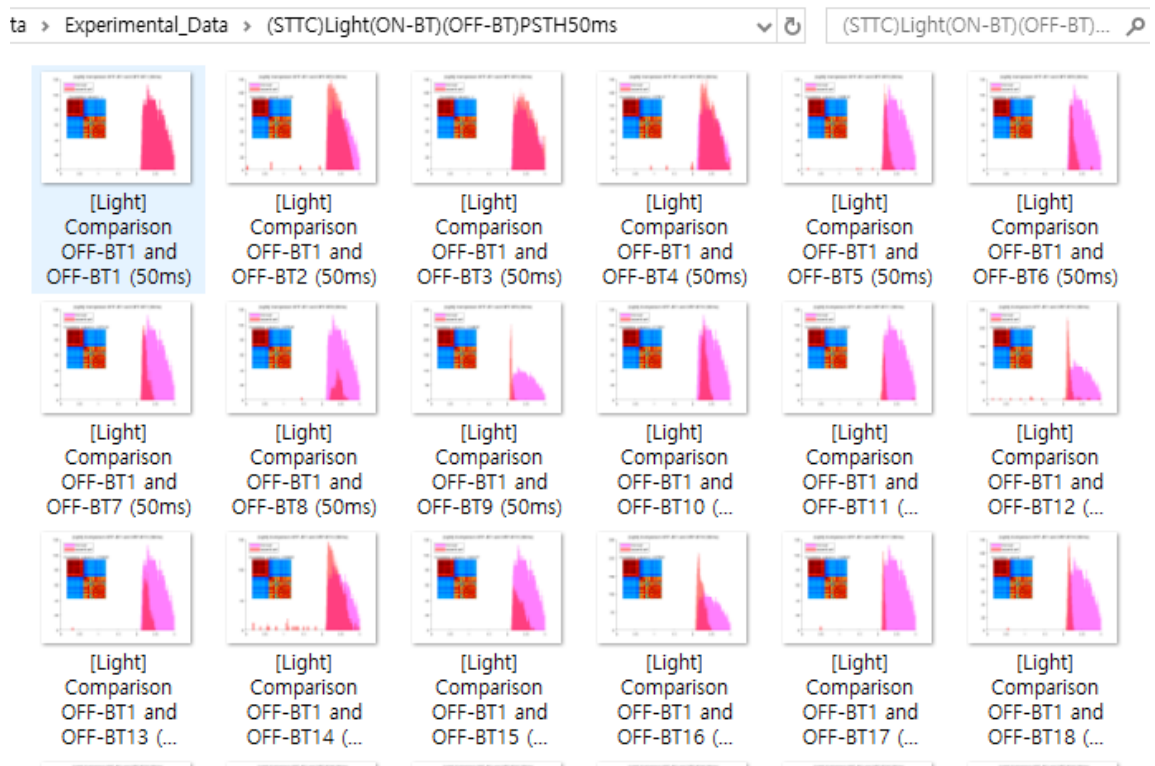 ta > Experimental_Data > (STTC)Light(ON-BT)(OFF-BT)PSTH50ms
(STTC)Light(ON-BT)(OFF-BT)...
[Light]
Comparison
OFF-BT1 and
OFF-BT1 (50ms)
[Light]
Comparison
OFF-BT1 and
OFF-BT2 (50ms)
[Light]
Comparison
OFF-BT1 and
OFF-BT3 (50ms)
[Light]
Comparison
OFF-BT1 and
OFF-BT4 (50ms)
[Light]
Comparison
OFF-BT1 and
OFF-BT5 (50ms)
[Light]
Comparison
OFF-BT1 and
OFF-BT6 (50ms)
[Light]
Comparison
OFF-BT1 and
OFF-BT7 (50ms)
[Light]
Comparison
OFF-BT1 and
OFF-BT8 (50ms)
[Light]
Comparison
OFF-BT1 and
OFF-BT9 (50ms)
[Light]
Comparison
OFF-BT1 and
OFF-BT10 (...
[Light]
Comparison
OFF-BT1 and
OFF-BT11 (...
[Light]
Comparison
OFF-BT1 and
OFF-BT12 (...
[Light]
Comparison
OFF-BT1 and
OFF-BT13 (...
[Light]
Comparison
OFF-BT1 and
OFF-BT14 (...
[Light]
Comparison
OFF-BT1 and
OFF-BT15 (...
[Light]
Comparison
OFF-BT1 and
OFF-BT16 (...
[Light]
Comparison
OFF-BT1 and
OFF-BT17 (...
[Light]
Comparison
OFF-BT1 and
OFF-BT18 (...